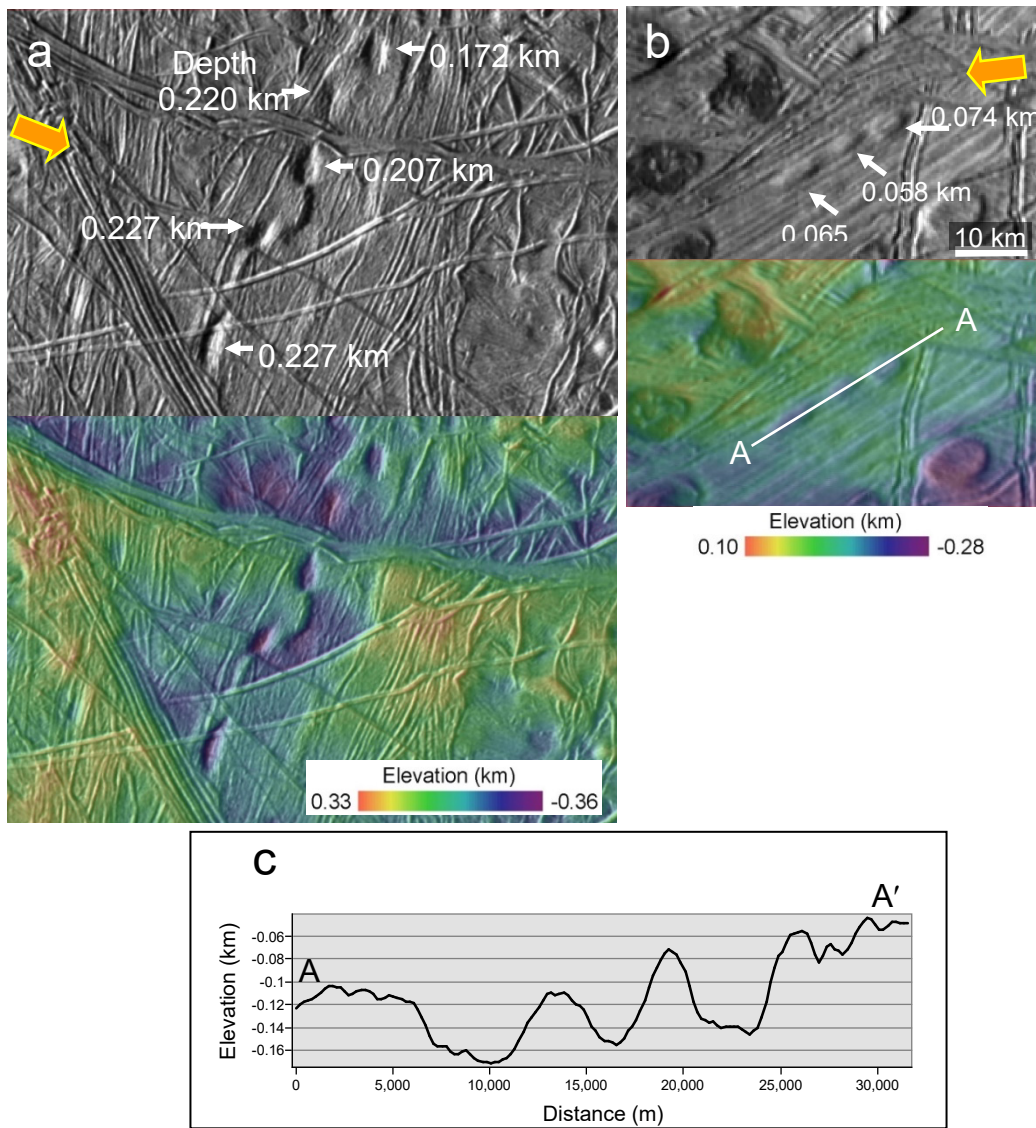 a
Depth
0.220 km
0.172 km
0.207 km
0.227 km
0.227 km
Elevation (km)
0.33
-0.36
b
0.074 km
0.058 km
0.065
10 km
A
A
Elevation (km)
0.10
-0.28
c
A′
A
Elevation (km)
-0.06
-0.08
-0.1
-0.12
-0.14
-0.16
0
5,000
10,000
15,000
20,000
25,000
30,000
Distance (m)